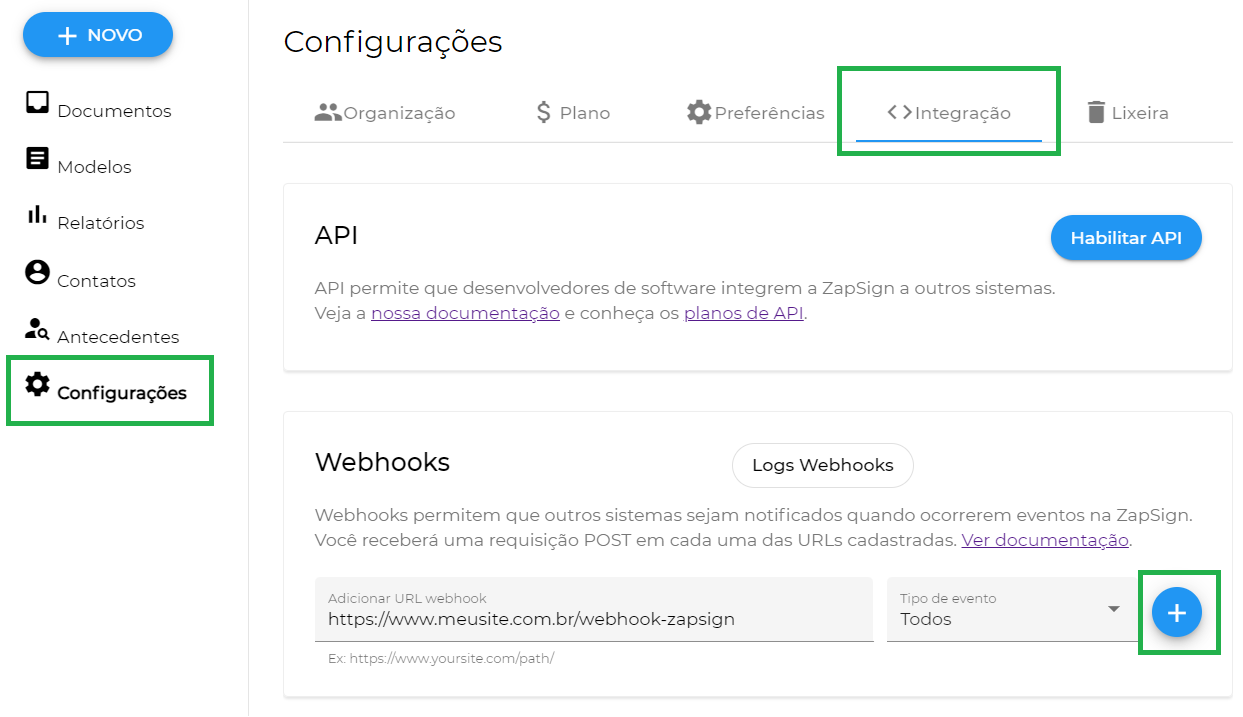 NOVO
Documentos
Modelos
Relatórios
Contatos
Antecedentes
Configurações
Configurações
Organização
Plano
Preferências
Integração
Lixeira
API
Habilitar API
API permite que desenvolvedores de software integrem a ZapSign a outros sistemas.
Veja a nossa documentação e conheça os planos de API.
Webhooks
Logs Webhooks
Webhooks permitem que outros sistemas sejam notificados quando ocorrerem eventos na ZapSign.
Você receberá uma requisição POST em cada uma das URLs cadastradas. Ver documentação.
Adicionar URL webhook
https://www.meusite.com.br/webhook-zapsign
Ex: https://www.yoursite.com/path/
Tipo de evento
Todos